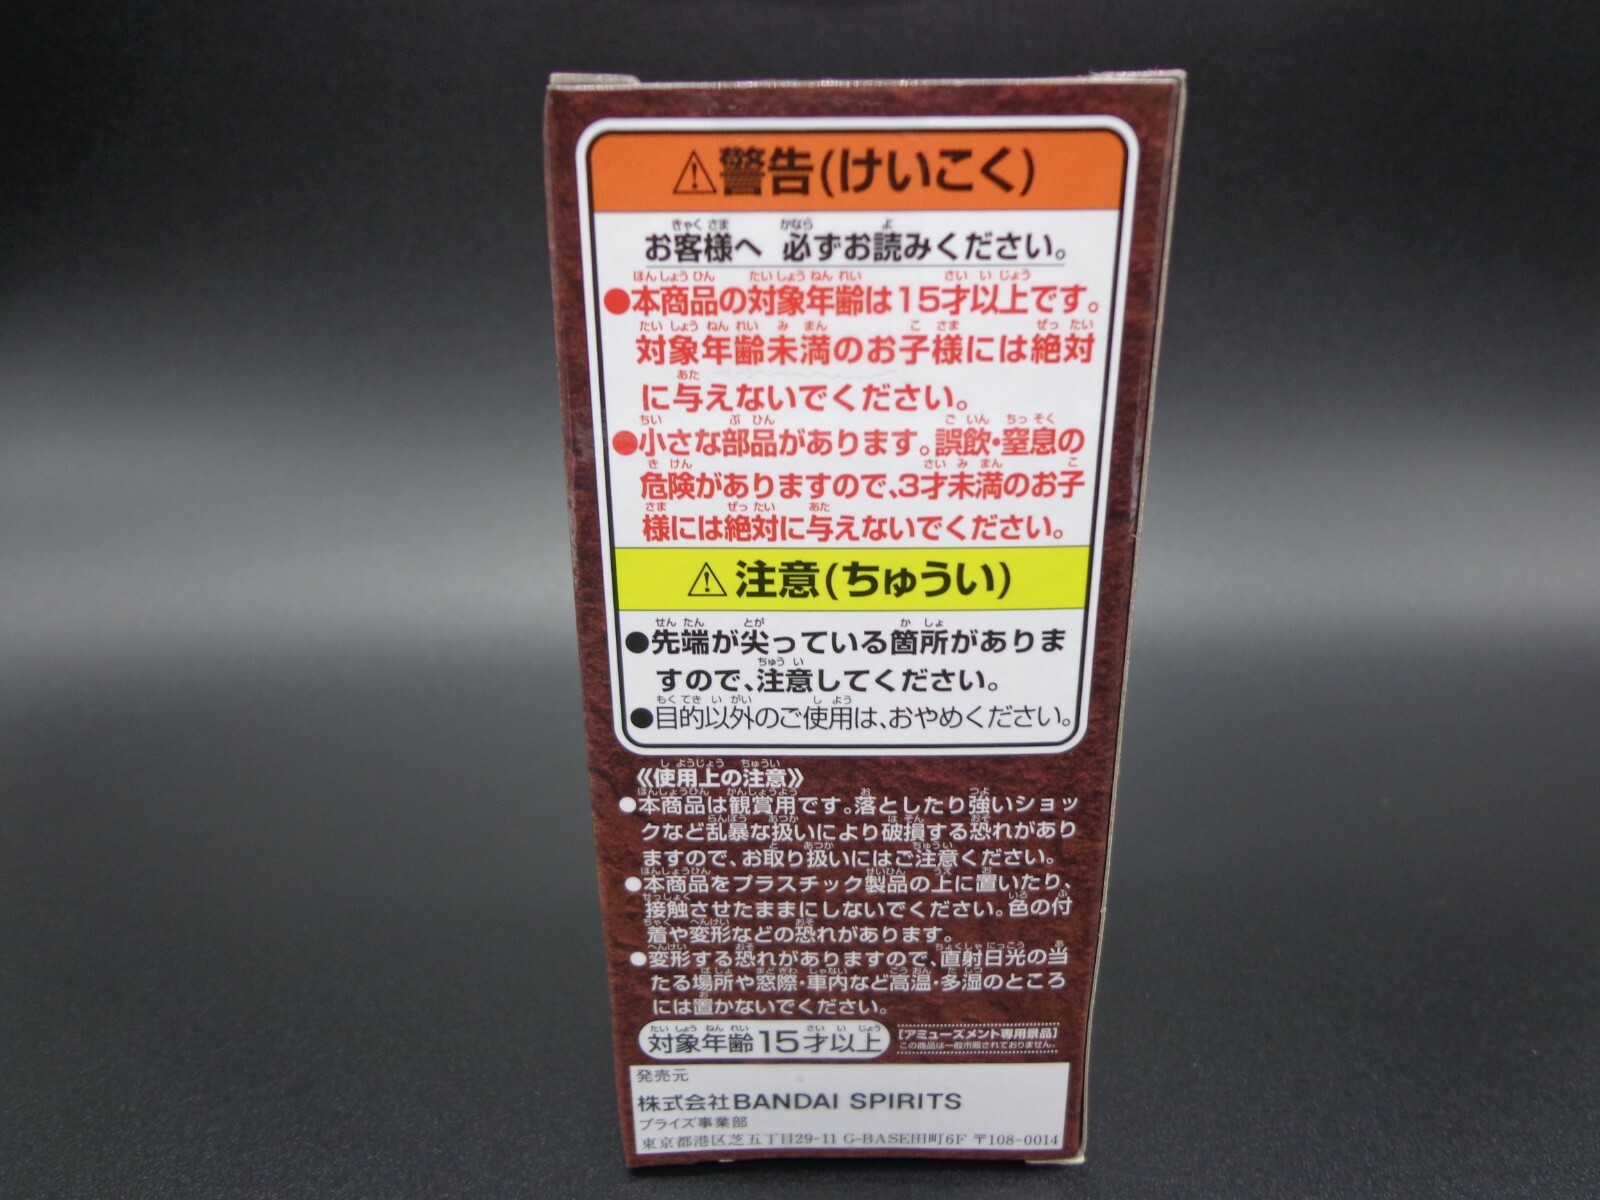 ⚠警告(けいこく)
お客様へ 必ずお読みください。
●本商品の対象年齢は15才以上です。
対象年齢未満のお子様には絶対
に与えないでください。
●小さな部品があります。誤飲・窒息の
危険がありますので、3才未満のお子
様には絶対に与えないでください。
⚠注意(ちゅうい)
●先端が尖っている箇所がありま
すので、注意してください。
●目的以外のご使用は、おやめください。
《使用上の注意》
●本商品は観賞用です。落としたり強いショッ
クなど乱暴な扱いにより破損する恐れがあり
ますので、お取り扱いにはご注意ください。
●本商品をプラスチック製品の上に置いたり、
接触させたままにしないでください。色の付
着や変形などの恐れがあります。
●変形する恐れがありますので、直射日光の当
たる場所や窓際・車内など高温・多湿のところ
には置かないでください。
対象年齢15才以上
[アミューズメント専用景品]
この商品は一般市販されておりません。
発売元
株式会社BANDAI SPIRITS
プライズ事業部
東京都港区芝五丁目29-11 G-BASE田町6F 〒108-0014